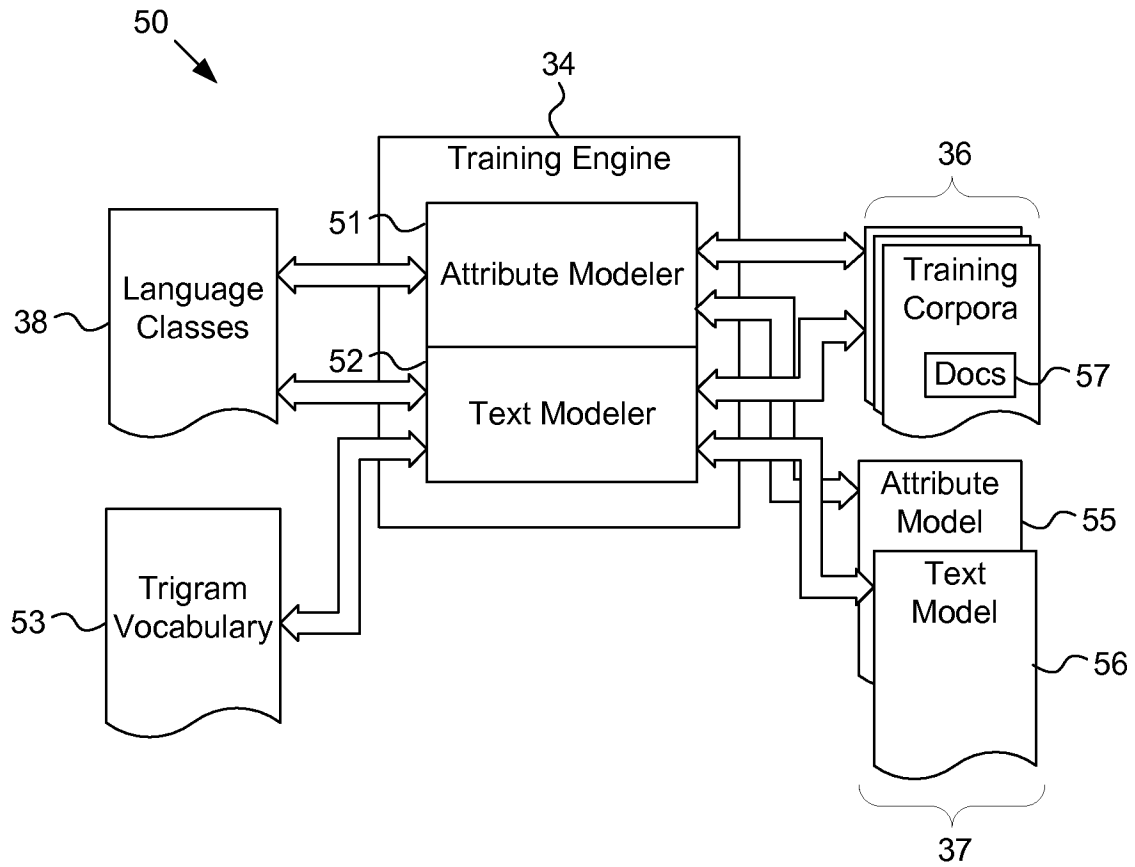 50
34
Training Engine
36
51
Attribute Modeler
Training
Corpora
Language
Classes
38
52
Docs
57
Text Modeler
Attribute
Model
55
Trigram
Vocabulary
53
Text
Model
56
37